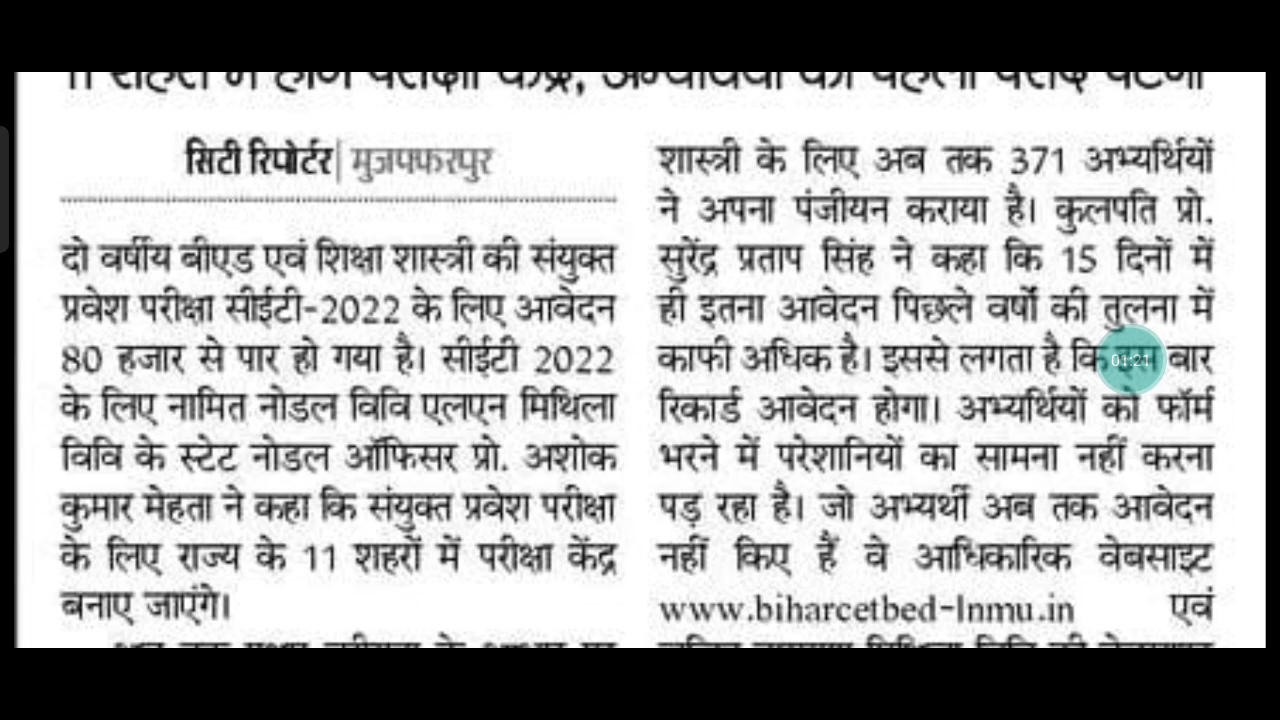 सिटी रिपोर्टर | मुजफ्फरपुर
दो वर्षीय बीएड एवं शिक्षा शास्त्री की संयुक्त
प्रवेश परीक्षा सीईटी-2022 के लिए आवेदन
80 हजार से पार हो गया है। सीईटी 2022
के लिए नामित नोडल विवि एलएन मिथिला
विवि के स्टेट नोडल ऑफिसर प्रो. अशोक
कुमार मेहता ने कहा कि संयुक्त प्रवेश परीक्षा
के लिए राज्य के 11 शहरों में परीक्षा केंद्र
बनाए जाएंगे।
शास्त्री के लिए अब तक 371 अभ्यर्थियों
ने अपना पंजीयन कराया है। कुलपति प्रो.
सुरेंद्र प्रताप सिंह ने कहा कि 15 दिनों में
ही इतना आवेदन पिछले वर्षों की तुलना में
काफी अधिक है। इससे लगता है कि इस बार
रिकार्ड आवेदन होगा। अभ्यर्थियों को फॉर्म
भरने में परेशानियों का सामना नहीं करना
पड़ रहा है। जो अभ्यर्थी अब तक आवेदन
नहीं किए हैं वे आधिकारिक वेबसाइट
www.biharcetbed-lnmu.in एवं
01:21